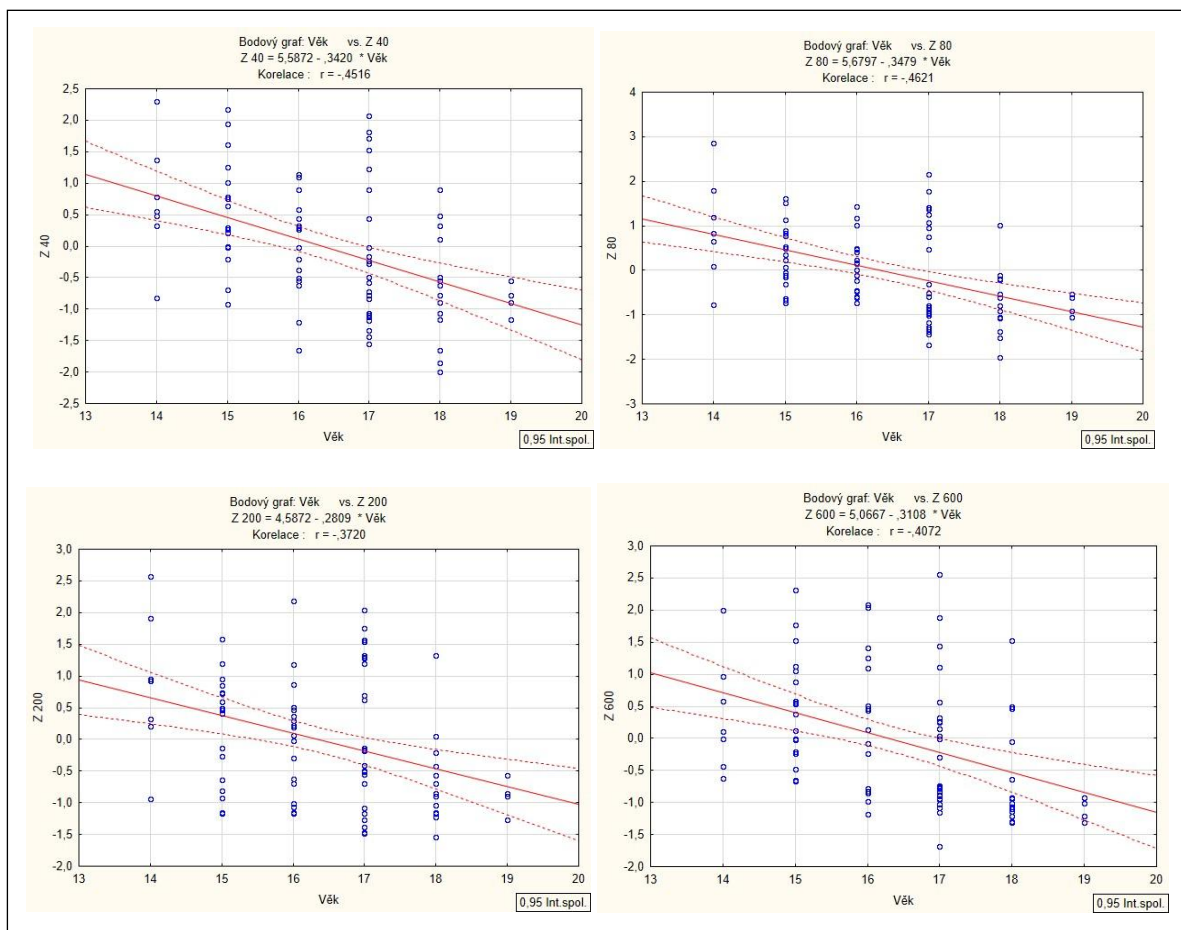 Bodový graf: Věk vs. Z 40
Z 40 = 5,5872 - ,3420 * Věk
Korelace : r = -,4516
2,5
2,0
1,5
1,0
0,5
0,0
-0,5
-1,0
-1,5
-2,0
-2,5
Z 40
13 14 15 16 17 18 19 20
Věk
0,95 Int.spol.
Bodový graf: Věk vs. Z 80
Z 80 = 5,6797 - ,3479 * Věk
Korelace : r = -,4621
4
3
2
1
0
-1
-2
-3
Z 80
13 14 15 16 17 18 19 20
Věk
0,95 Int.spol.
Bodový graf: Věk vs. Z 200
Z 200 = 4,5872 - ,2809 * Věk
Korelace : r = -,3720
3,0
2,5
2,0
1,5
1,0
0,5
0,0
-0,5
-1,0
-1,5
-2,0
Z 200
13 14 15 16 17 18 19 20
Věk
0,95 Int.spol.
Bodový graf: Věk vs. Z 600
Z 600 = 5,0667 - ,3108 * Věk
Korelace : r = -,4072
3,0
2,5
2,0
1,5
1,0
0,5
0,0
-0,5
-1,0
-1,5
-2,0
Z 600
13 14 15 16 17 18 19 20
Věk
0,95 Int.spol.